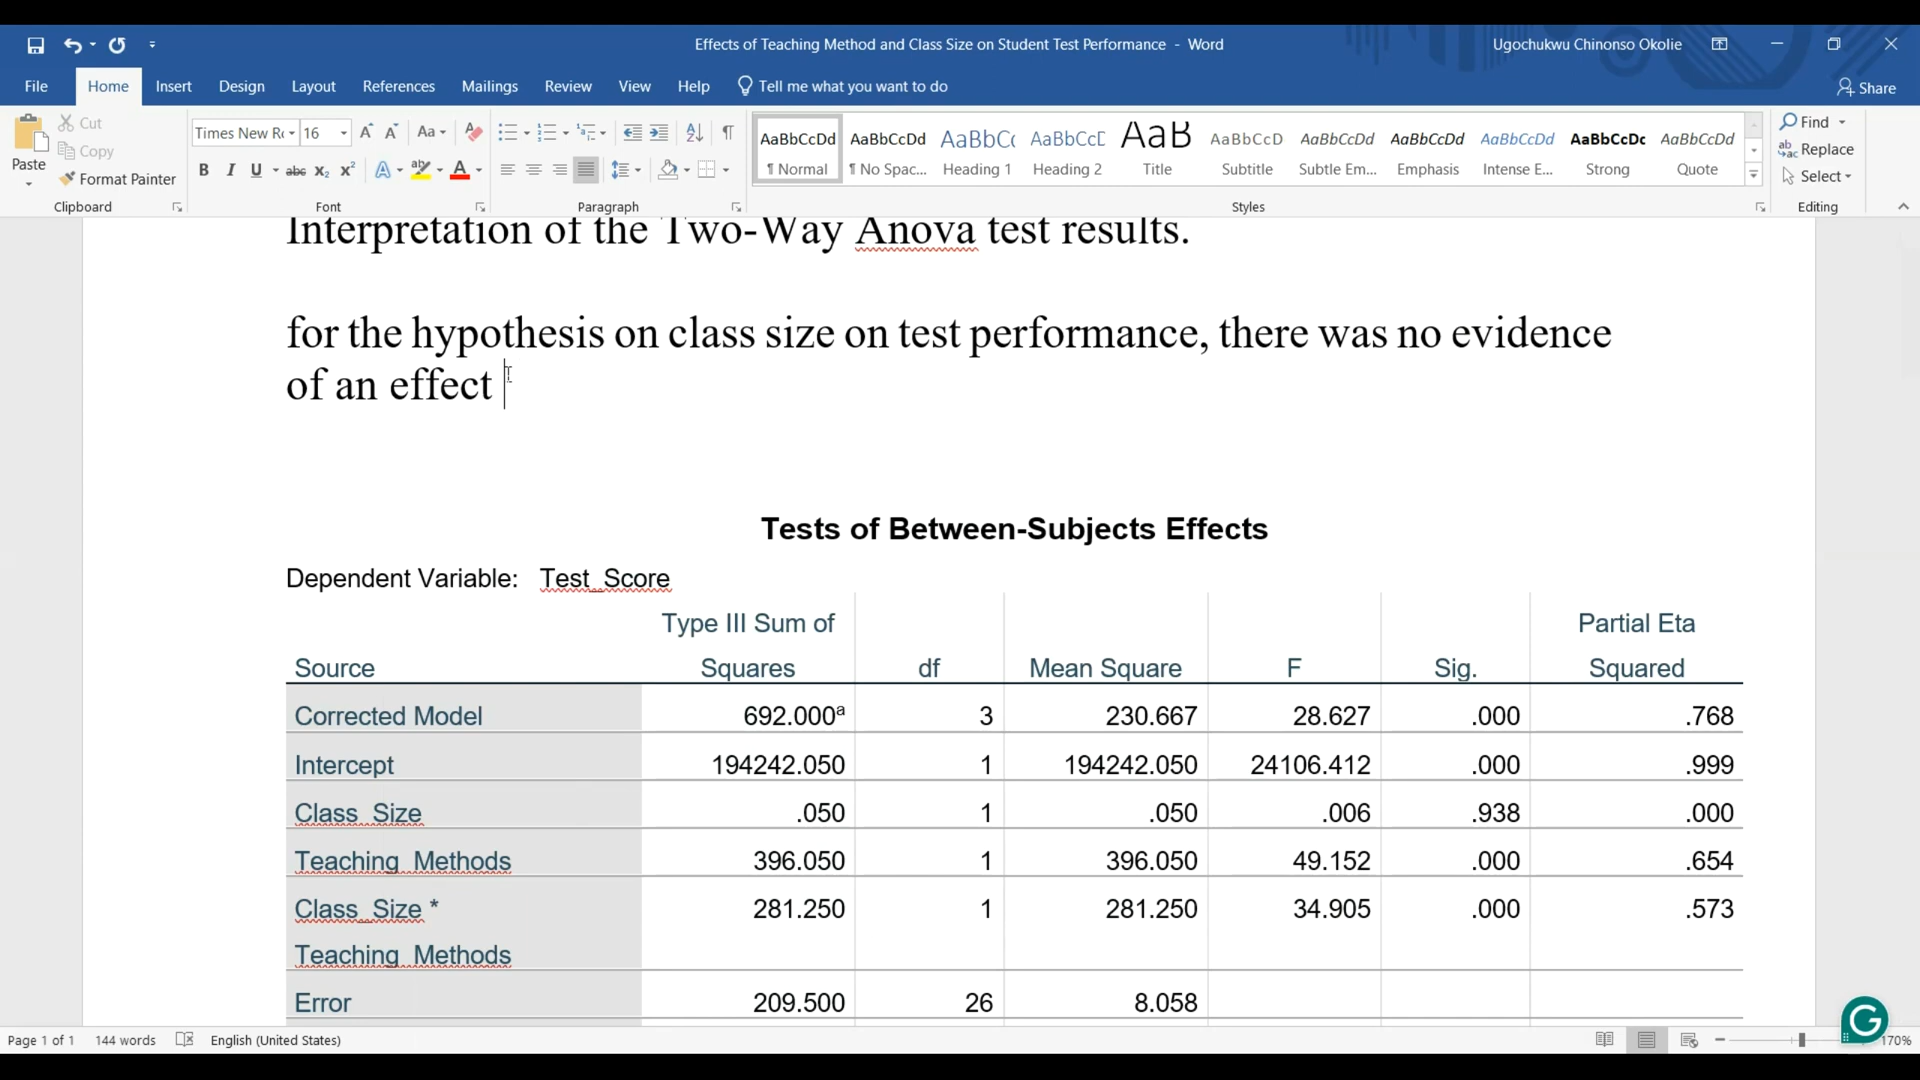 Effects of Teaching Method and Class Size on Student Test Performance - Word
Ugochukwu Chinonso Okolie
File Home Insert Design Layout References Mailings Review View Help Tell me what you want to do
Share
Paste
Cut
Copy
Format Painter
Clipboard
Times New R
16
Aa
B I U abc X2 X2
Font
Paragraph
AaBbCcDd AaBbCcDd AaBbC AaBbCcD AaB AaBbCcD AaBbCcDd AaBbCcDd AaBbCcDd AaBbCcDc AaBbCcDd
¶ Normal ¶ No Spac... Heading 1 Heading 2 Title Subtitle Subtle Em... Emphasis Intense E... Strong Quote
Styles
Find
Replace
Select
Editing
Interpretation of the Two-Way Anova test results.
for the hypothesis on class size on test performance, there was no evidence
of an effect
Tests of Between-Subjects Effects
Dependent Variable: Test_Score
Type III Sum of Partial Eta
Source Squares df Mean Square F Sig. Squared
Corrected Model 692.000ᵃ 3 230.667 28.627 .000 .768
Intercept 194242.050 1 194242.050 24106.412 .000 .999
Class_Size .050 1 .050 .006 .938 .000
Teaching_Methods 396.050 1 396.050 49.152 .000 .654
Class_Size * 281.250 1 281.250 34.905 .000 .573
Teaching_Methods
Error 209.500 26 8.058
Page 1 of 1 144 words English (United States)
170%